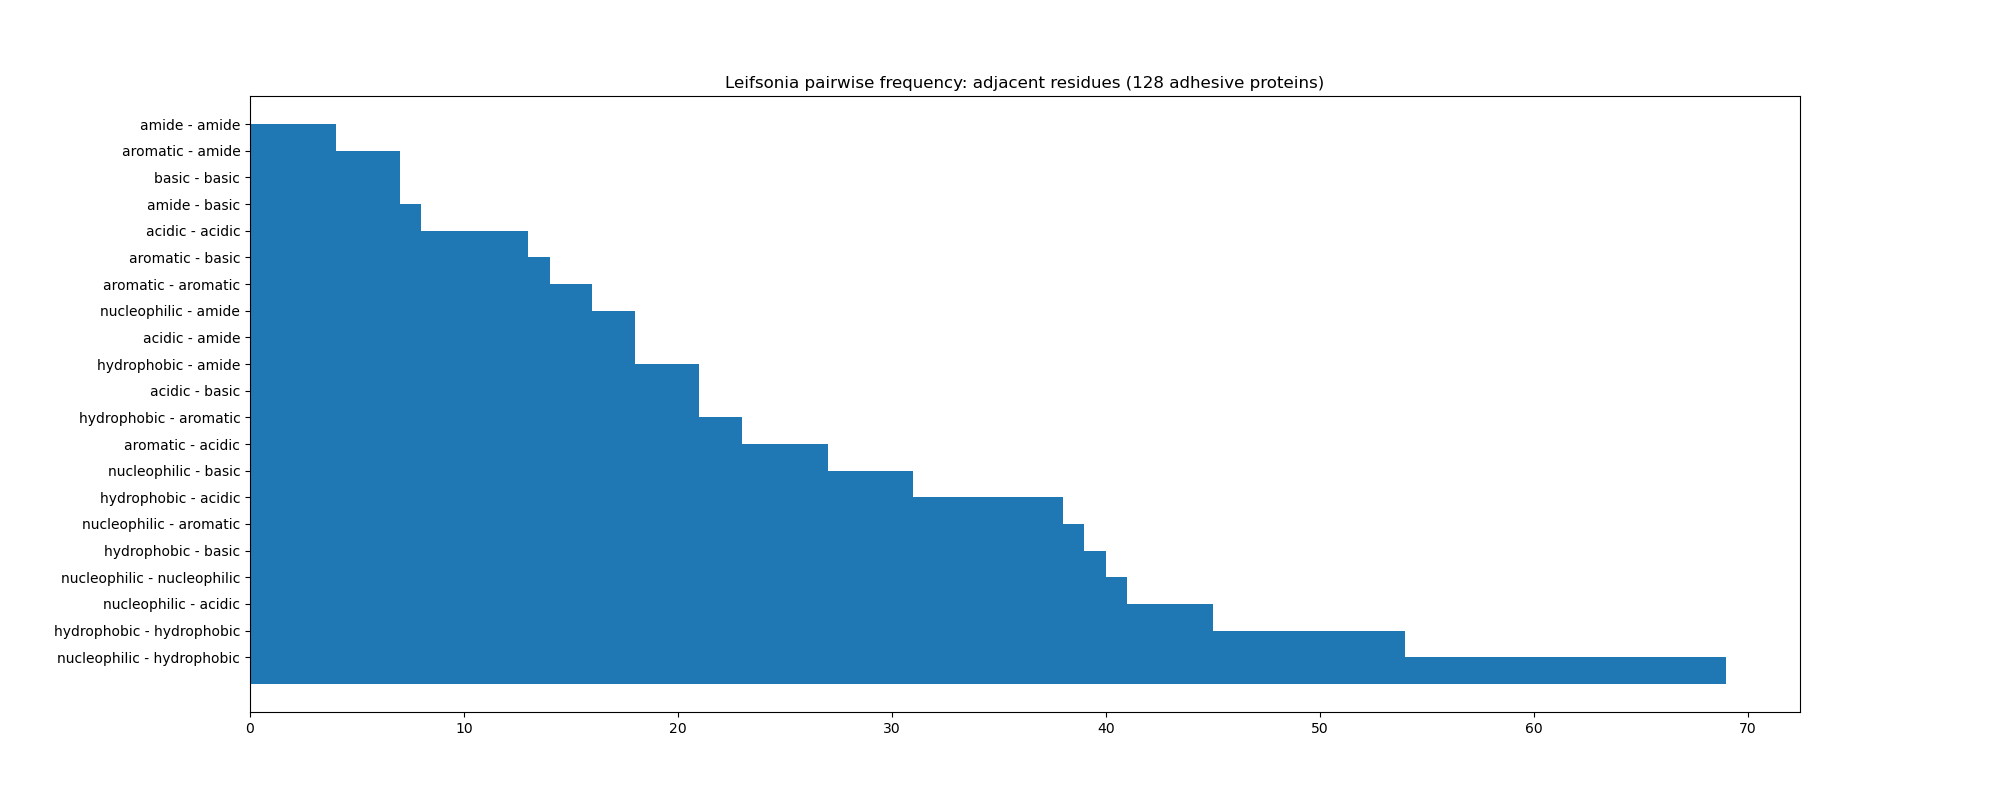 Leifsonia pairwise frequency: adjacent residues (128 adhesive proteins)
amide - amide
aromatic - amide
basic - basic
amide - basic
acidic - acidic
aromatic - basic
aromatic - aromatic
nucleophilic - amide
acidic - amide
hydrophobic - amide
acidic - basic
hydrophobic - aromatic
aromatic - acidic
nucleophilic - basic
hydrophobic - acidic
nucleophilic - aromatic
hydrophobic - basic
nucleophilic - nucleophilic
nucleophilic - acidic
hydrophobic - hydrophobic
nucleophilic - hydrophobic
0 10 20 30 40 50 60 70